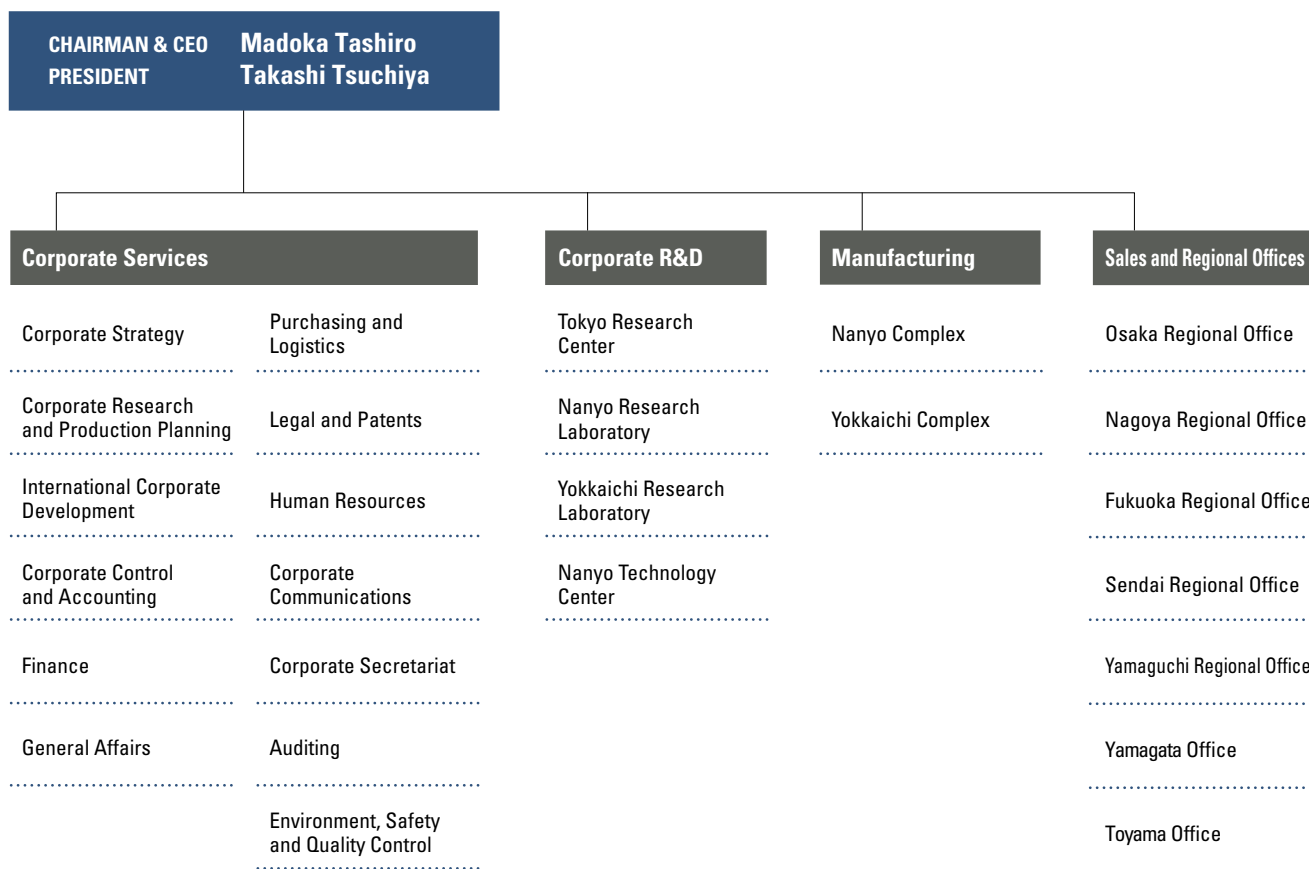 CHAIRMAN & CEO Madoka Tashiro
PRESIDENT Takashi Tsuchiya
Corporate Services
Corporate Strategy
Corporate Research
and Production Planning
International Corporate
Development
Corporate Control
and Accounting
Finance
General Affairs
Purchasing and
Logistics
Legal and Patents
Human Resources
Corporate
Communications
Corporate Secretariat
Auditing
Environment, Safety
and Quality Control
Corporate R&D
Tokyo Research
Center
Nanyo Research
Laboratory
Yokkaichi Research
Laboratory
Nanyo Technology
Center
Manufacturing
Nanyo Complex
Yokkaichi Complex
Sales and Regional Offices
Osaka Regional Office
Nagoya Regional Office
Fukuoka Regional Office
Sendai Regional Office
Yamaguchi Regional Office
Yamagata Office
Toyama Office